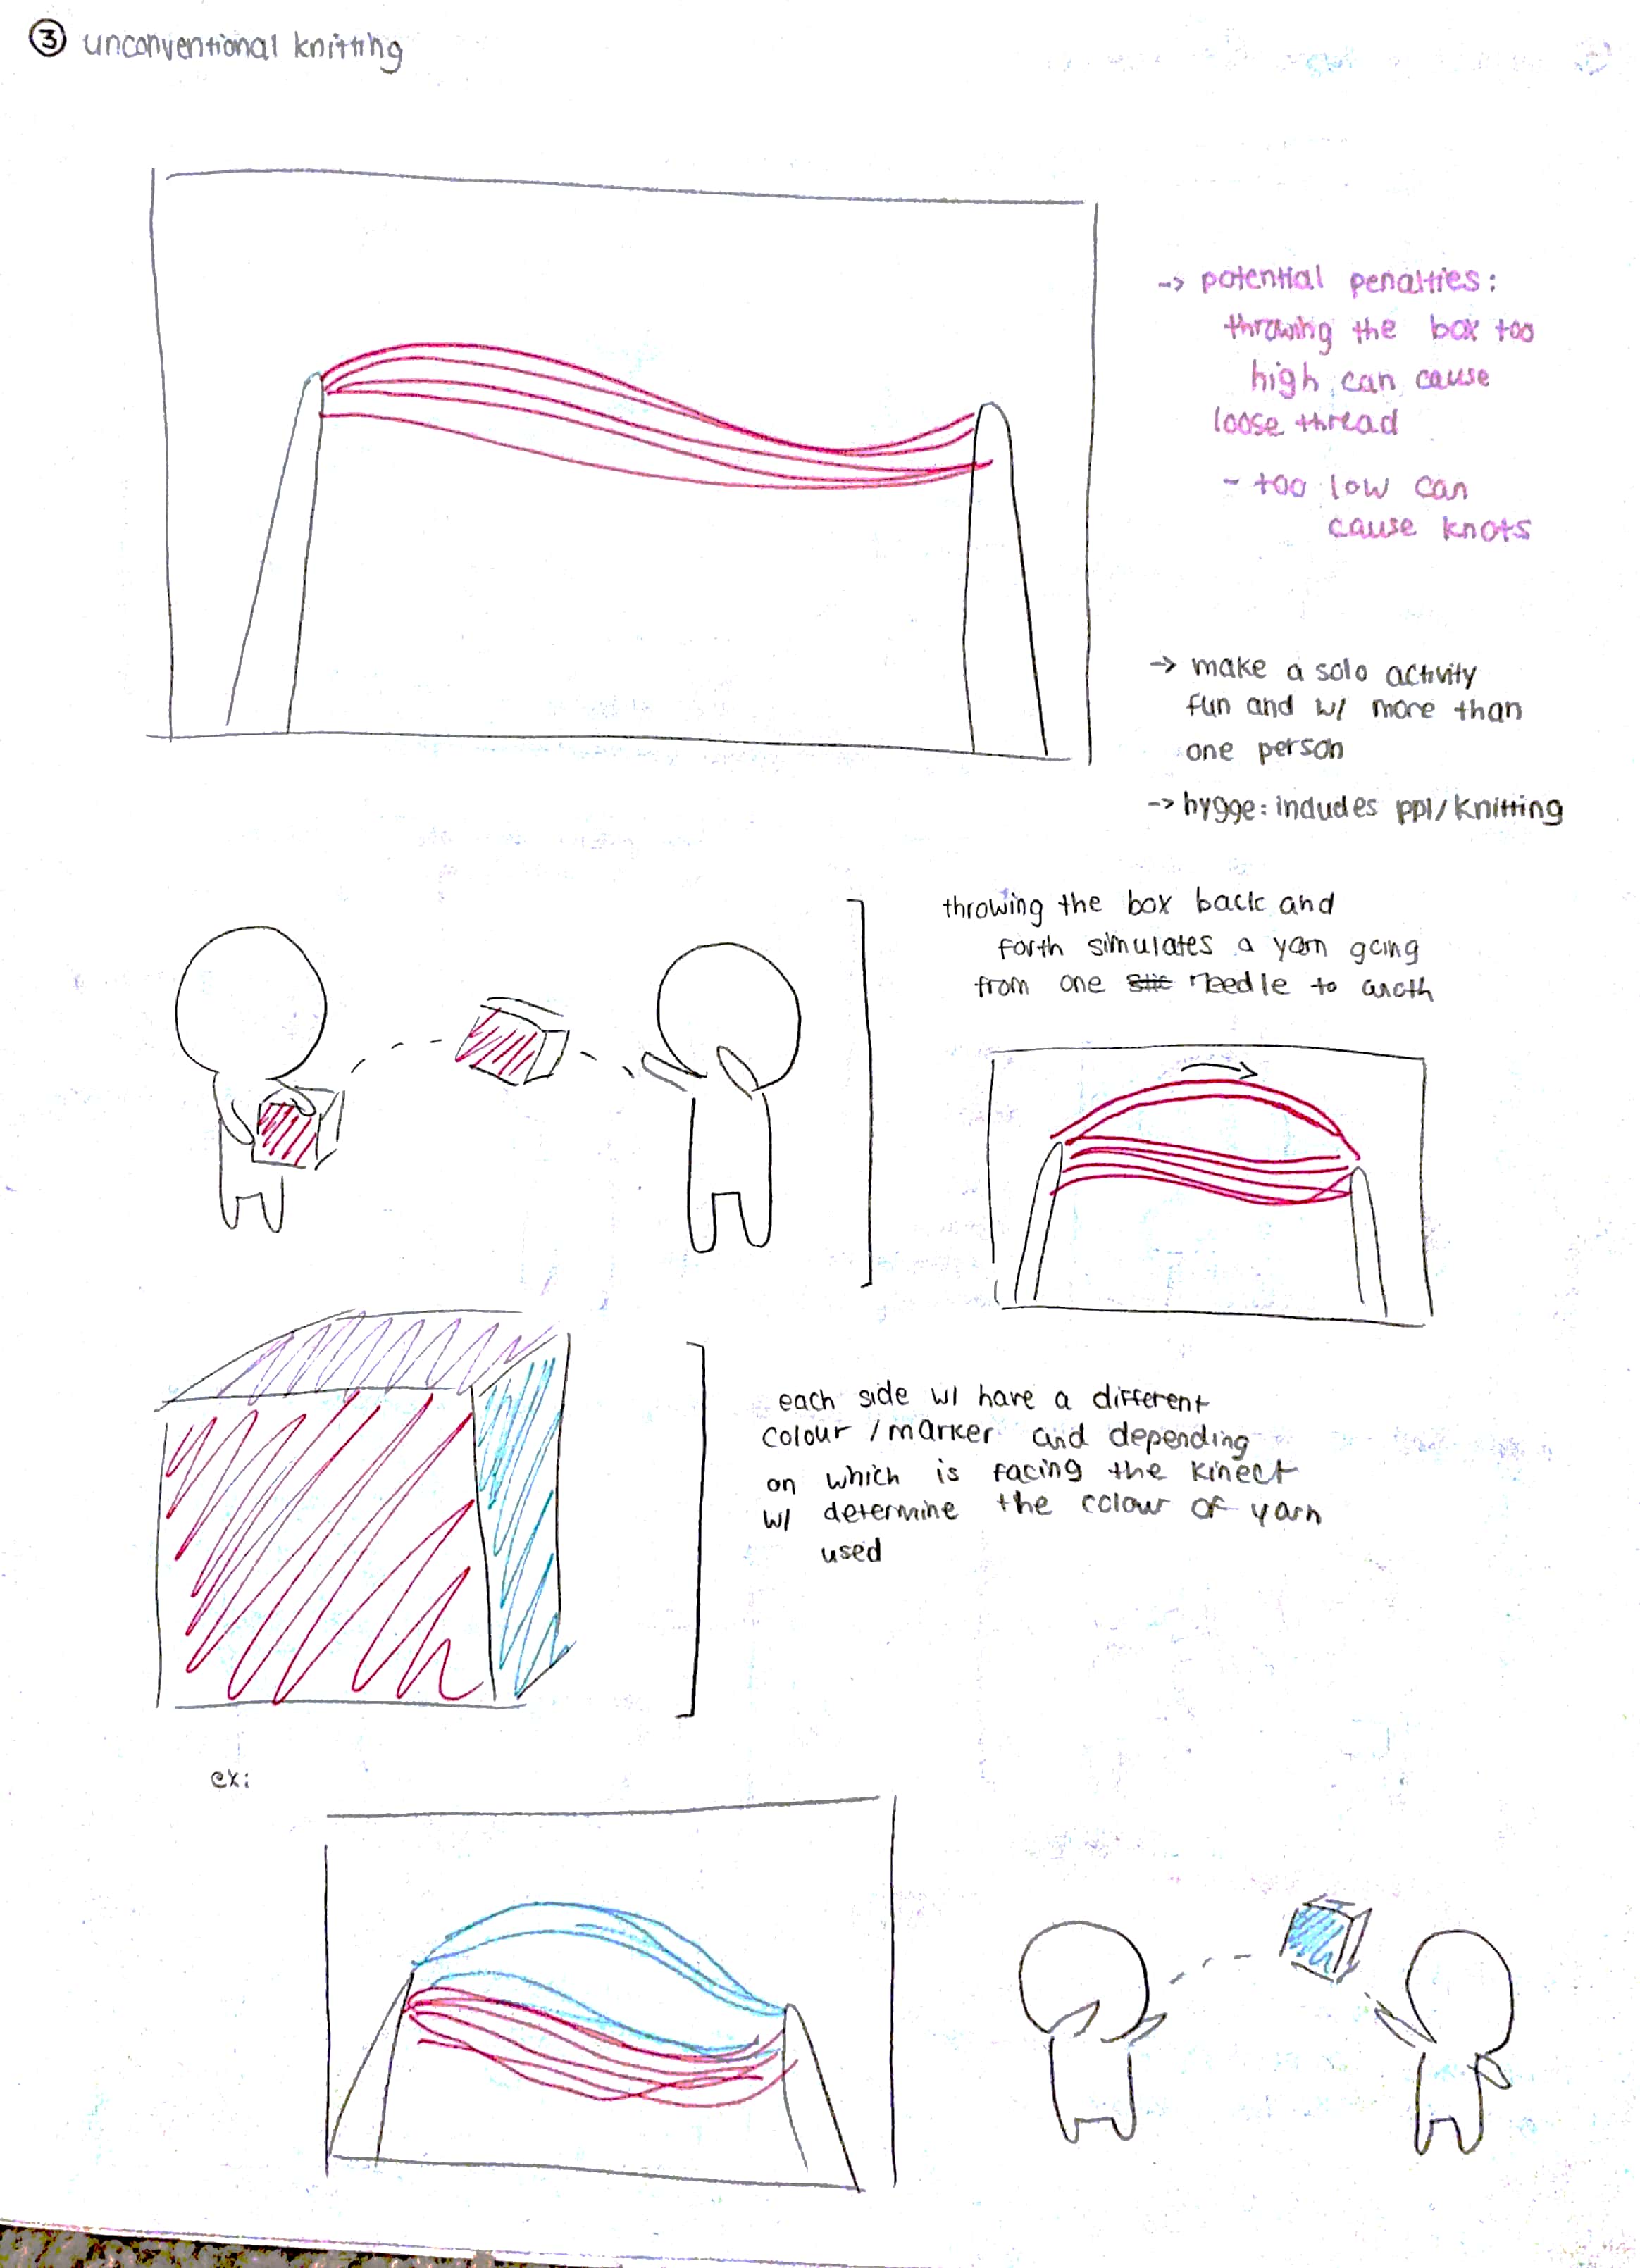 ③ unconventional knitting
-> potential penalties:
throwing the box too
high can cause
loose thread
- too low can
cause knots
-> make a solo activity
fun and w/ more than
one person
-> hygge: includes ppl/knitting
throwing the box back and
forth simulates a yarn going
from one needle to anoth
each side w/ have a different
colour / marker and depending
on which is facing the kinect
w/ determine the colour of yarn
used
ex: